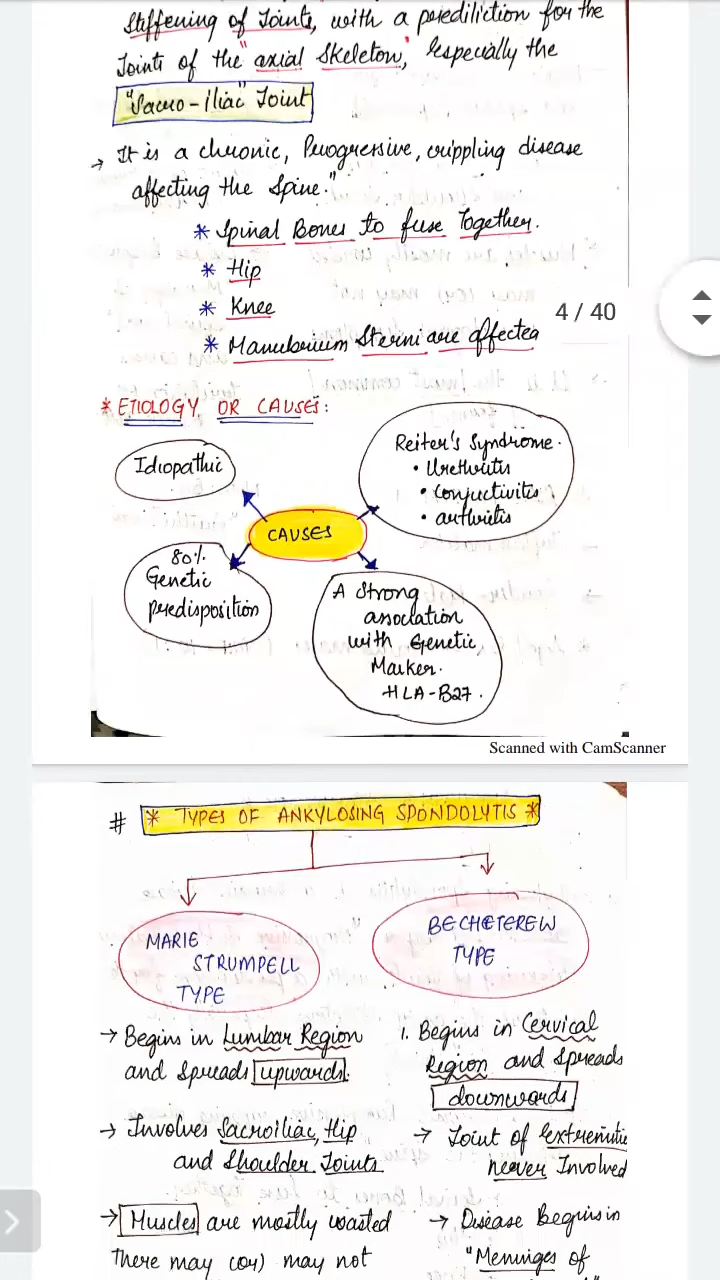 Stiffening of Joints, with a perediliction for the
Joints of the "axial Skeleton," especially the
"Sacro-iliac" Joint
→ It is a chronic, Progressive, crippling disease
affecting the Spine."
* Spinal Bones to fuse Together.
* Hip
* Knee
4 / 40
* Manubrium Sterni are affected
* ETIOLOGY OR CAUSES:
Idiopathic
Reiter's Syndrome.
• Urethritis
• Conjuctivites
• arthritis
CAUSES
80%
Genetic
predisposition
A Strong
association
with Genetic
Marker.
HLA-B27.
Scanned with CamScanner
# * TYPES OF ANKYLOSING SPONDOLYTIS *
MARIE
STRUMPELL
TYPE
BECHETEREW
TYPE
→ Begins in Lumbar Region
and Spreads upwards.
→ Involves Sacroiliac, Hip
and Shoulder Joints
→ Muscles are mostly wasted
There may (or) may not
1. Begins in Cervical
Region and Spreads
downwards
→ Joint of extremitie
never Involved
→ Disease Begins in
"Meninges of